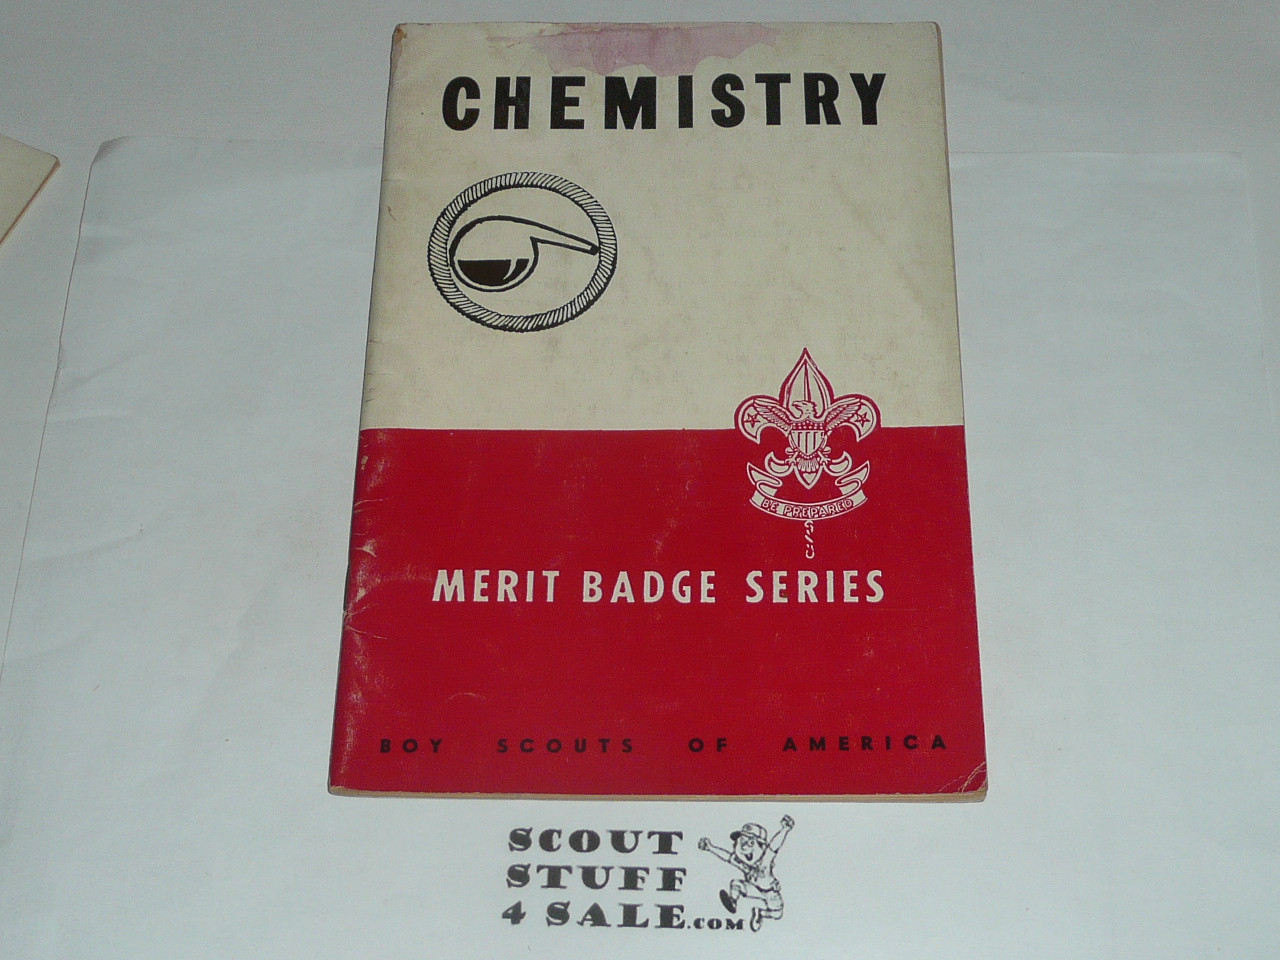 CHEMISTRY
BE PREPARED
MERIT BADGE SERIES
BOY SCOUTS OF AMERICA
SCOUT
STUFF
4 SALE.COM